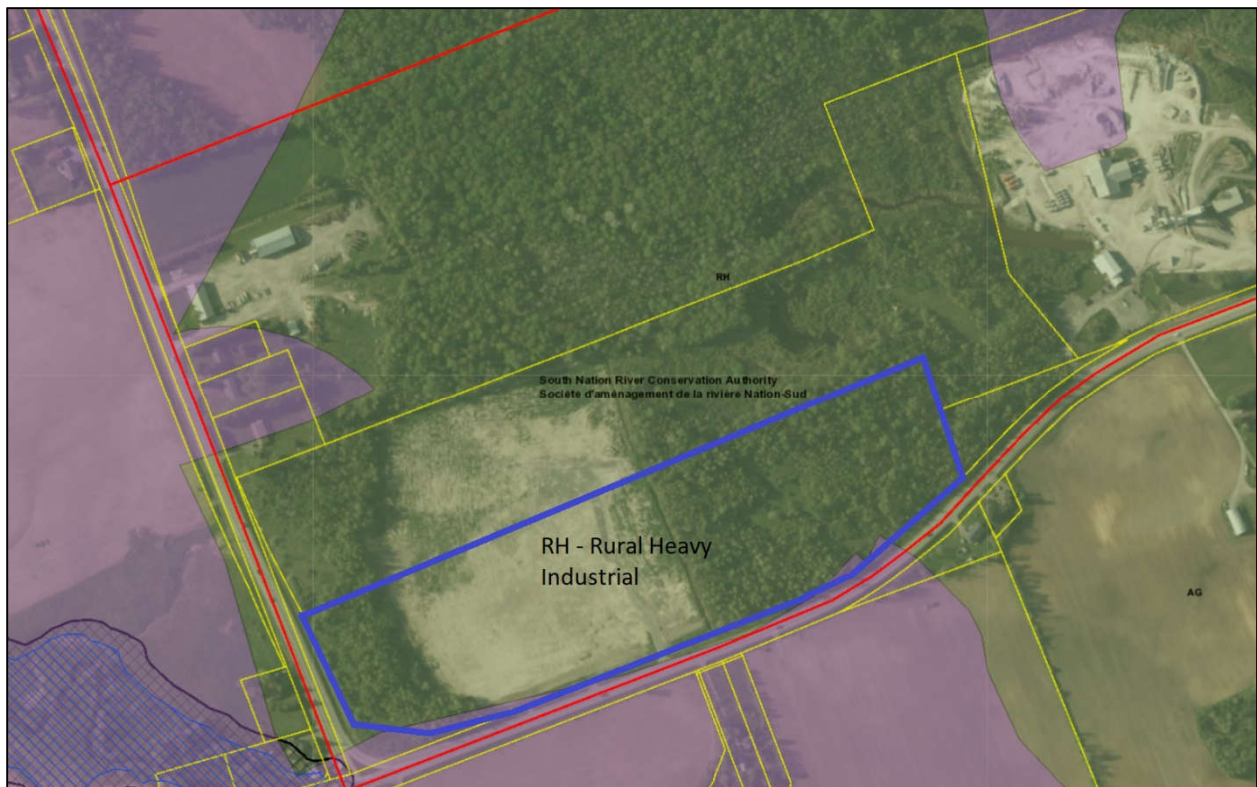 RH
South Nation River Conservation Authority
Société d'aménagement de la rivière Nation-Sud
RH - Rural Heavy
Industrial
AG